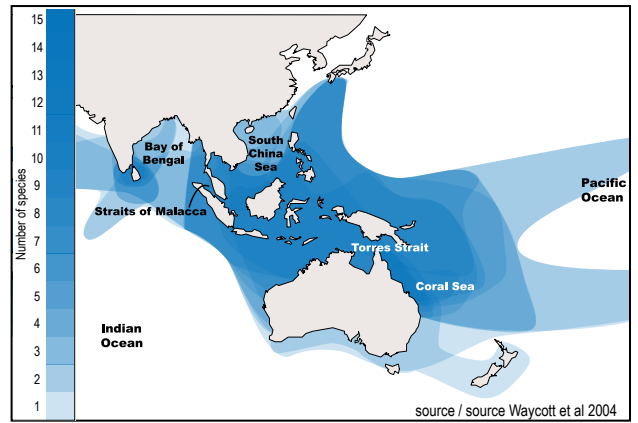 15
14
13
12
11
10
9
8
7
6
5
4
3
2
1
Number of species
Bay of
Bengal
South
China
Sea
Straits of Malacca
Pacific
Ocean
Torres Strait
Coral Sea
Indian
Ocean
source / source Waycott et al 2004